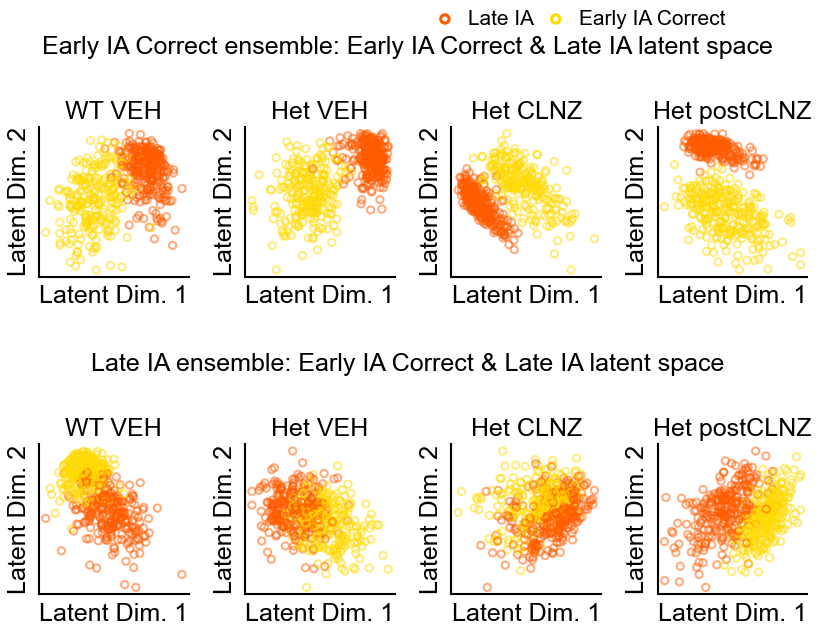 Late IA Early IA Correct
Early IA Correct ensemble: Early IA Correct & Late IA latent space
WT VEH Het VEH Het CLNZ Het postCLNZ
Latent Dim. 2 Latent Dim. 2 Latent Dim. 2 Latent Dim. 2
Latent Dim. 1 Latent Dim. 1 Latent Dim. 1 Latent Dim. 1
Late IA ensemble: Early IA Correct & Late IA latent space
WT VEH Het VEH Het CLNZ Het postCLNZ
Latent Dim. 2 Latent Dim. 2 Latent Dim. 2 Latent Dim. 2
Latent Dim. 1 Latent Dim. 1 Latent Dim. 1 Latent Dim. 1